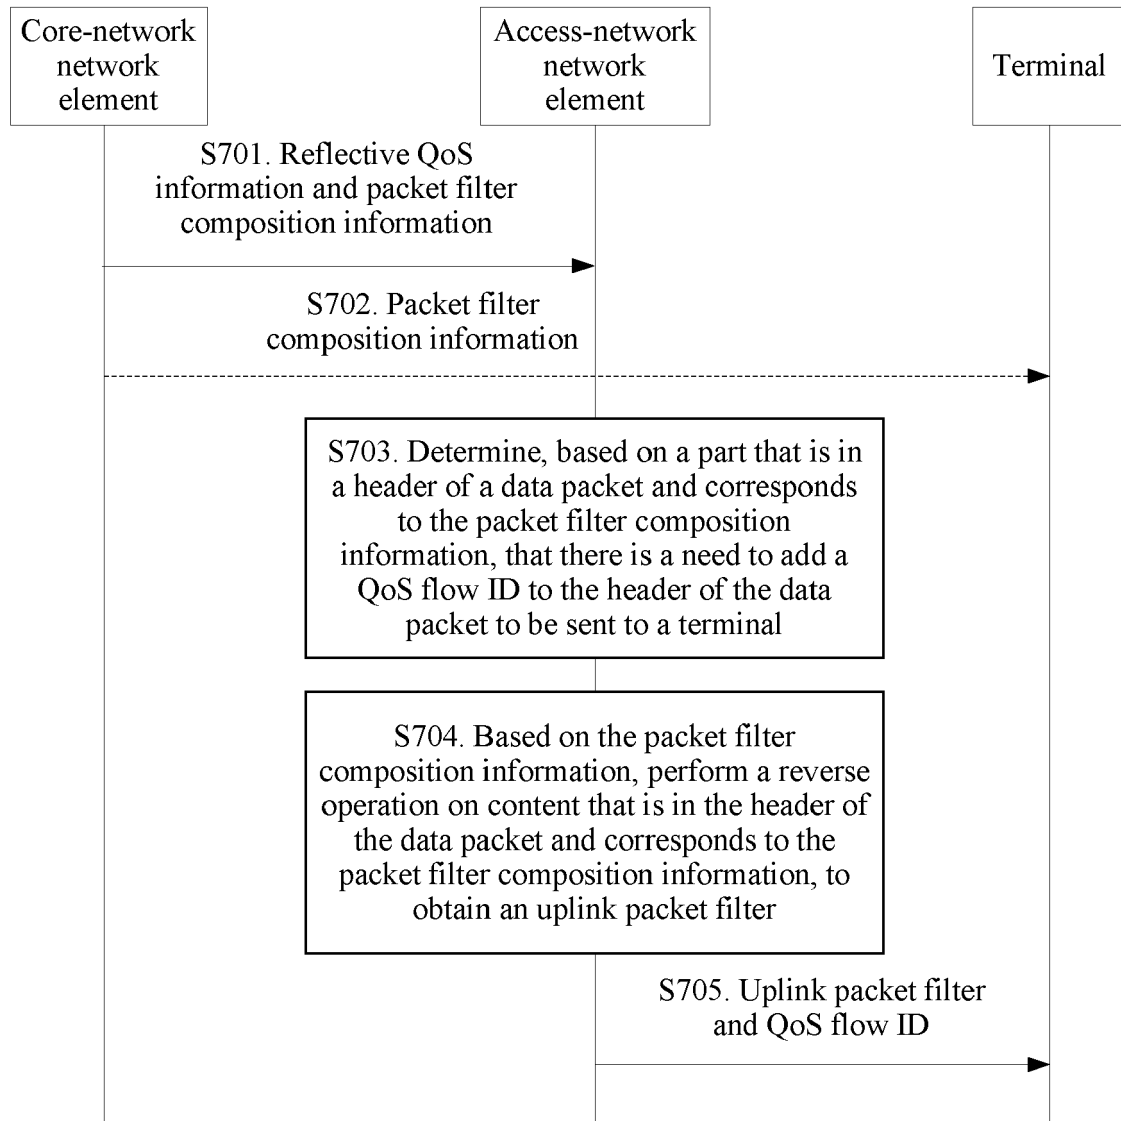 Core-network
network
element
Access-network
network
element
Terminal
S701. Reflective QoS
information and packet filter
composition information
S702. Packet filter
composition information
S703. Determine, based on a part that is in
a header of a data packet and corresponds
to the packet filter composition
information, that there is a need to add a
QoS flow ID to the header of the data
packet to be sent to a terminal
S704. Based on the packet filter
composition information, perform a reverse
operation on content that is in the header of
the data packet and corresponds to the
packet filter composition information, to
obtain an uplink packet filter
S705. Uplink packet filter
and QoS flow ID